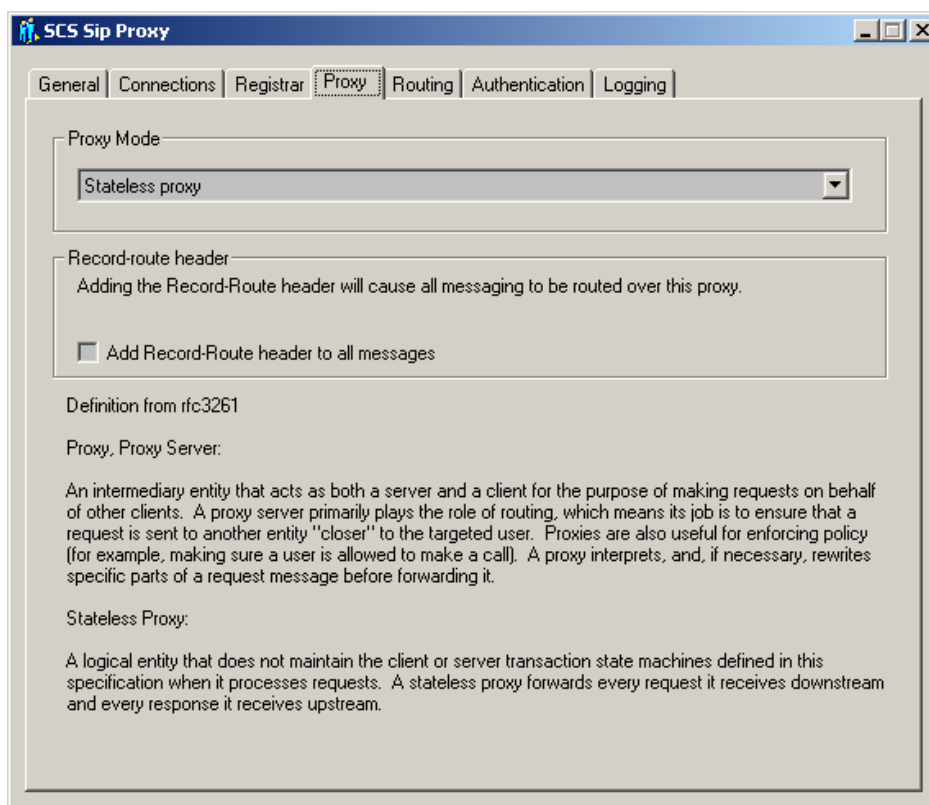 SCS Sip Proxy
General Connections Registrar Proxy Routing Authentication Logging
Proxy Mode
Stateless proxy
Record-route header
Adding the Record-Route header will cause all messaging to be routed over this proxy.
Add Record-Route header to all messages
Definition from rfc3261
Proxy, Proxy Server:
An intermediary entity that acts as both a server and a client for the purpose of making requests on behalf
of other clients.  A proxy server primarily plays the role of routing, which means its job is to ensure that a
request is sent to another entity "closer" to the targeted user.  Proxies are also useful for enforcing policy
(for example, making sure a user is allowed to make a call).  A proxy interprets, and, if necessary, rewrites
specific parts of a request message before forwarding it.
Stateless Proxy:
A logical entity that does not maintain the client or server transaction state machines defined in this
specification when it processes requests.  A stateless proxy forwards every request it receives downstream
and every response it receives upstream.